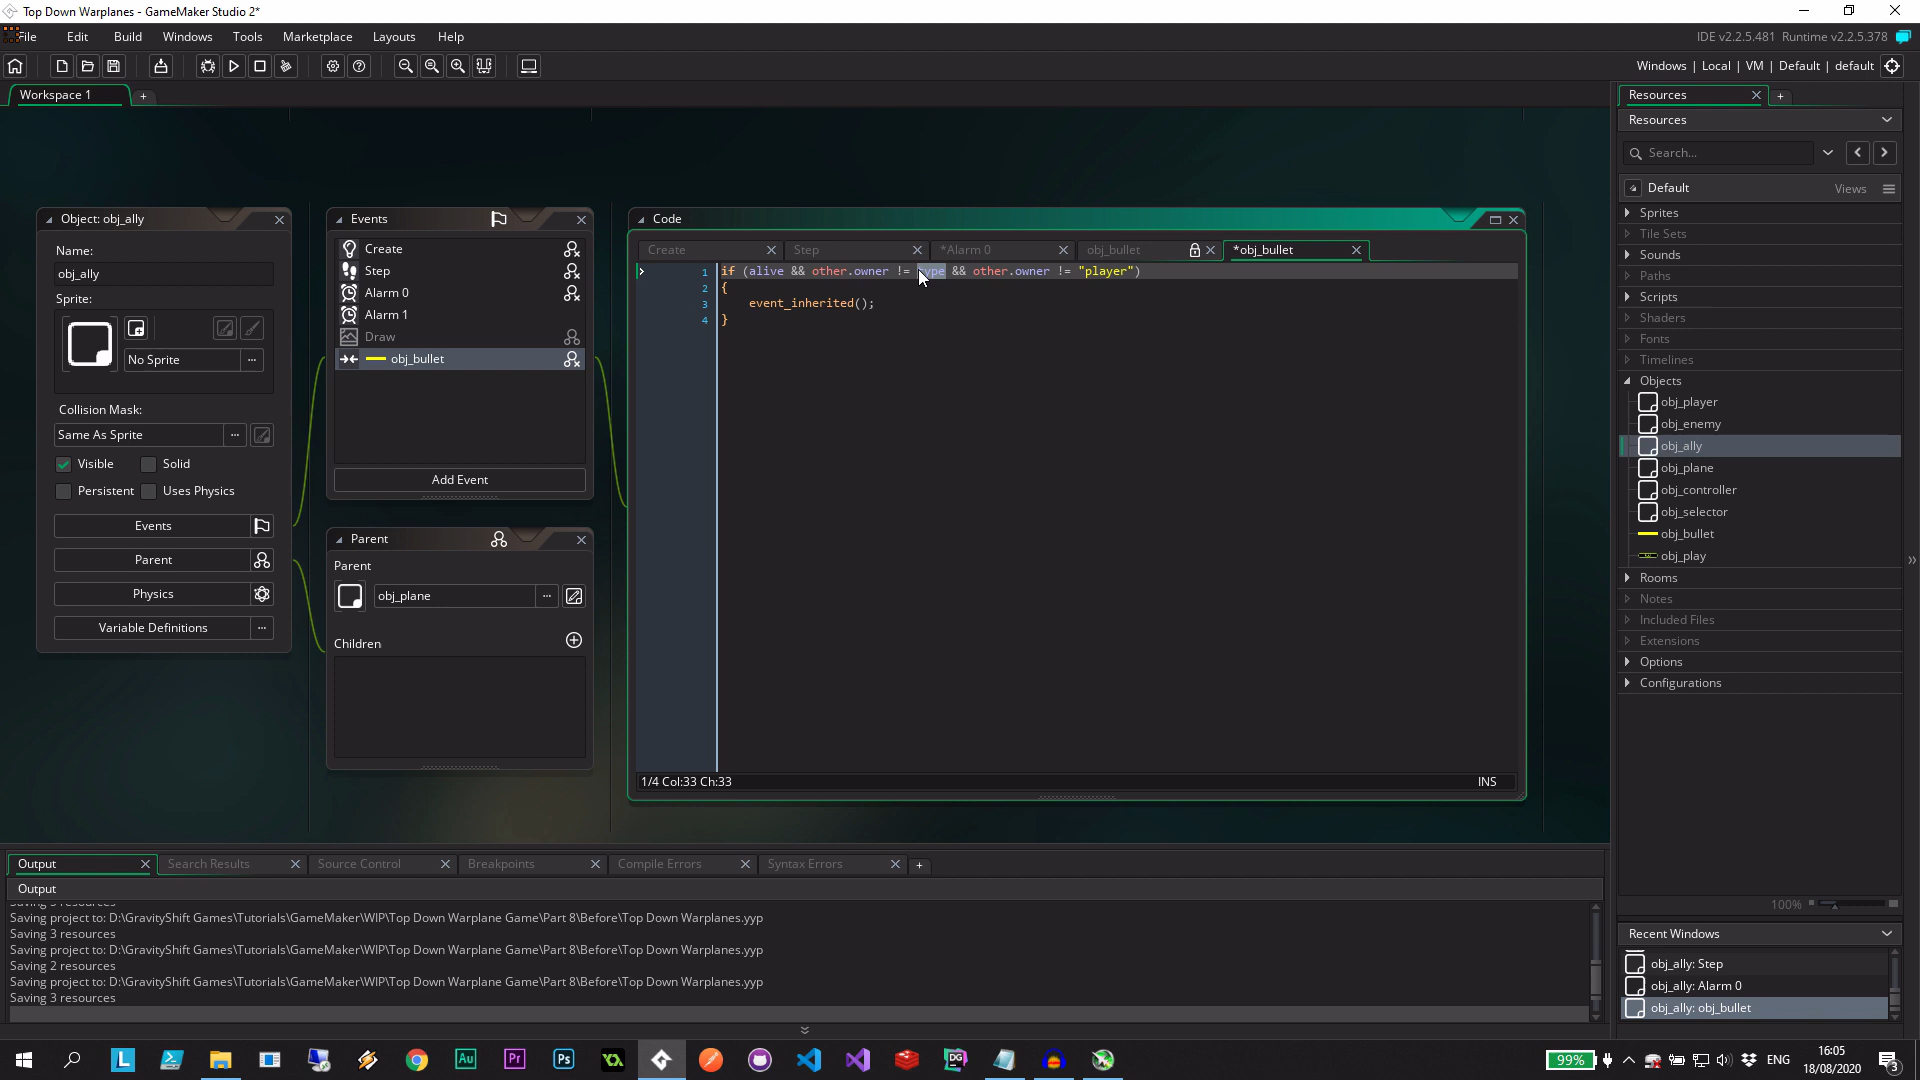 Top Down Warplanes - GameMaker Studio 2*
File Edit Build Windows Tools Marketplace Layouts Help
IDE v2.2.5.481 Runtime v2.2.5.378
Windows | Local | VM | Default | default
Workspace 1
Object: obj_ally
Name:
obj_ally
Sprite:
No Sprite
Collision Mask:
Same As Sprite
Visible Solid
Persistent Uses Physics
Events
Parent
Physics
Variable Definitions
Events
Create
Step
Alarm 0
Alarm 1
Draw
obj_bullet
Add Event
Parent
Parent
obj_plane
Children
Code
Create Step *Alarm 0 obj_bullet *obj_bullet
1 if (alive && other.owner != type && other.owner != "player")
2 {
3 event_inherited();
4 }
1/4 Col:33 Ch:33 INS
Resources
Resources
Search...
Default Views
Sprites
Tile Sets
Sounds
Paths
Scripts
Shaders
Fonts
Timelines
Objects
obj_player
obj_enemy
obj_ally
obj_plane
obj_controller
obj_selector
obj_bullet
obj_play
Rooms
Notes
Included Files
Extensions
Options
Configurations
100%
Recent Windows
obj_ally: Step
obj_ally: Alarm 0
obj_ally: obj_bullet
Output Search Results Source Control Breakpoints Compile Errors Syntax Errors
Output
Saving 3 resources
Saving project to: D:\GravityShift Games\Tutorials\GameMaker\WIP\Top Down Warplane Game\Part 8\Before\Top Down Warplanes.yyp
Saving 3 resources
Saving project to: D:\GravityShift Games\Tutorials\GameMaker\WIP\Top Down Warplane Game\Part 8\Before\Top Down Warplanes.yyp
Saving 2 resources
Saving project to: D:\GravityShift Games\Tutorials\GameMaker\WIP\Top Down Warplane Game\Part 8\Before\Top Down Warplanes.yyp
Saving 3 resources
L Au Pr Ps DG
99% ENG
16:05
18/08/2020
3